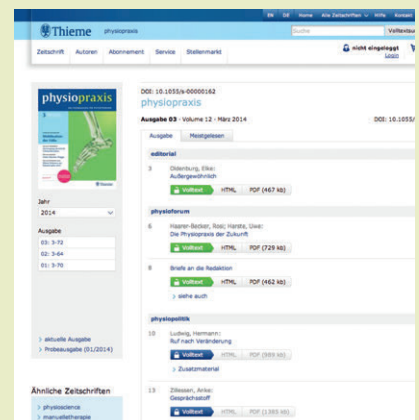 EN DE Home Alle Zeitschriften Hilfe Kontakt
Thieme physiopraxis
Suche Volltextsu
Zeitschrift Autoren Abonnement Service Stellenmarkt
nicht eingeloggt
Login
physiopraxis
Thieme
Jahr
2014
Ausgabe
03: 3-72
02: 3-64
01: 3-70
> aktuelle Ausgabe
> Probeausgabe (01/2014)
Ähnliche Zeitschriften
> physioscience
> manuelletherapie
DOI: 10.1055/s-00000162
physiopraxis
Ausgabe 03 · Volume 12 · März 2014 DOI: 10.1055/
Ausgabe Meistgelesen
editorial
3 Oldenburg, Elke:
Außergewöhnlich
Volltext HTML PDF (467 kb)
physioforum
6 Haarer-Becker, Rosi; Harste, Uwe:
Die Physiopraxis der Zukunft
Volltext HTML PDF (729 kb)
8 Briefe an die Redaktion
Volltext HTML PDF (462 kb)
> siehe auch
physiopolitik
10 Ludwig, Hermann:
Ruf nach Veränderung
Volltext HTML PDF (989 kb)
> Zusatzmaterial
13 Zillessen, Anke:
Gesprächsstoff
Volltext HTML PDF (1385 kb)